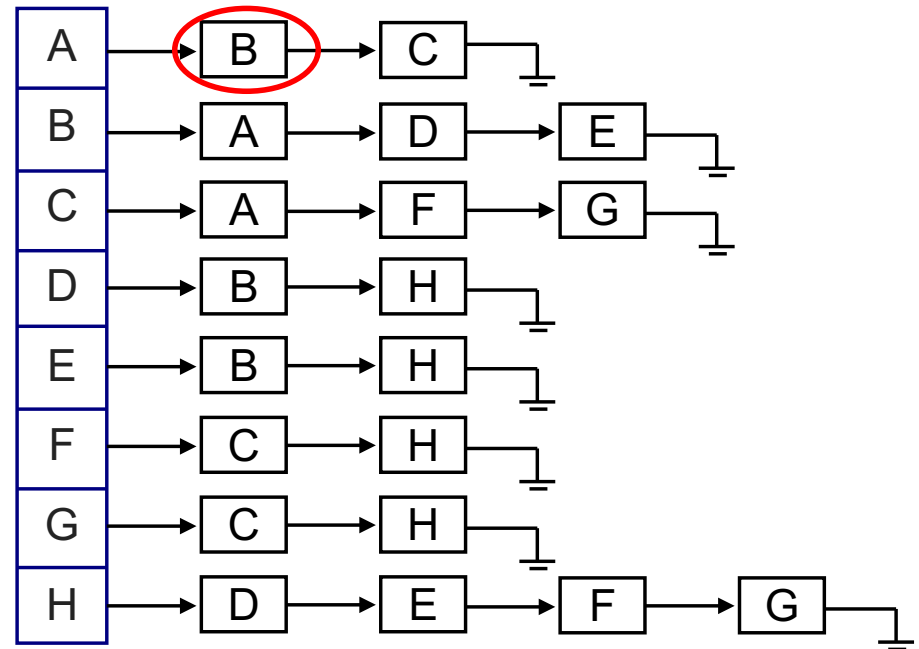 A B C
B A D E
C A F G
D B H
E B H
F C H
G C H
H D E F G